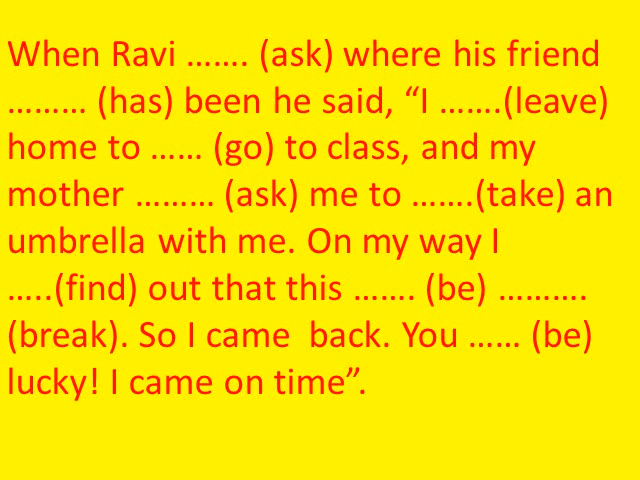 When Ravi ……. (ask) where his friend
……… (has) been he said, “I …….(leave)
home to …… (go) to class, and my
mother ……… (ask) me to …….(take) an
umbrella with me. On my way I
…..(find) out that this ……. (be) ……….
(break). So I came  back. You …… (be)
lucky! I came on time”.